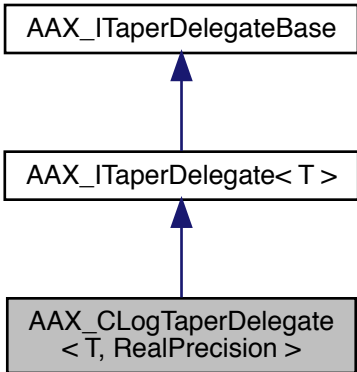 AAX_ITaperDelegateBase
AAX_ITaperDelegate< T >
AAX_CLogTaperDelegate
< T, RealPrecision >